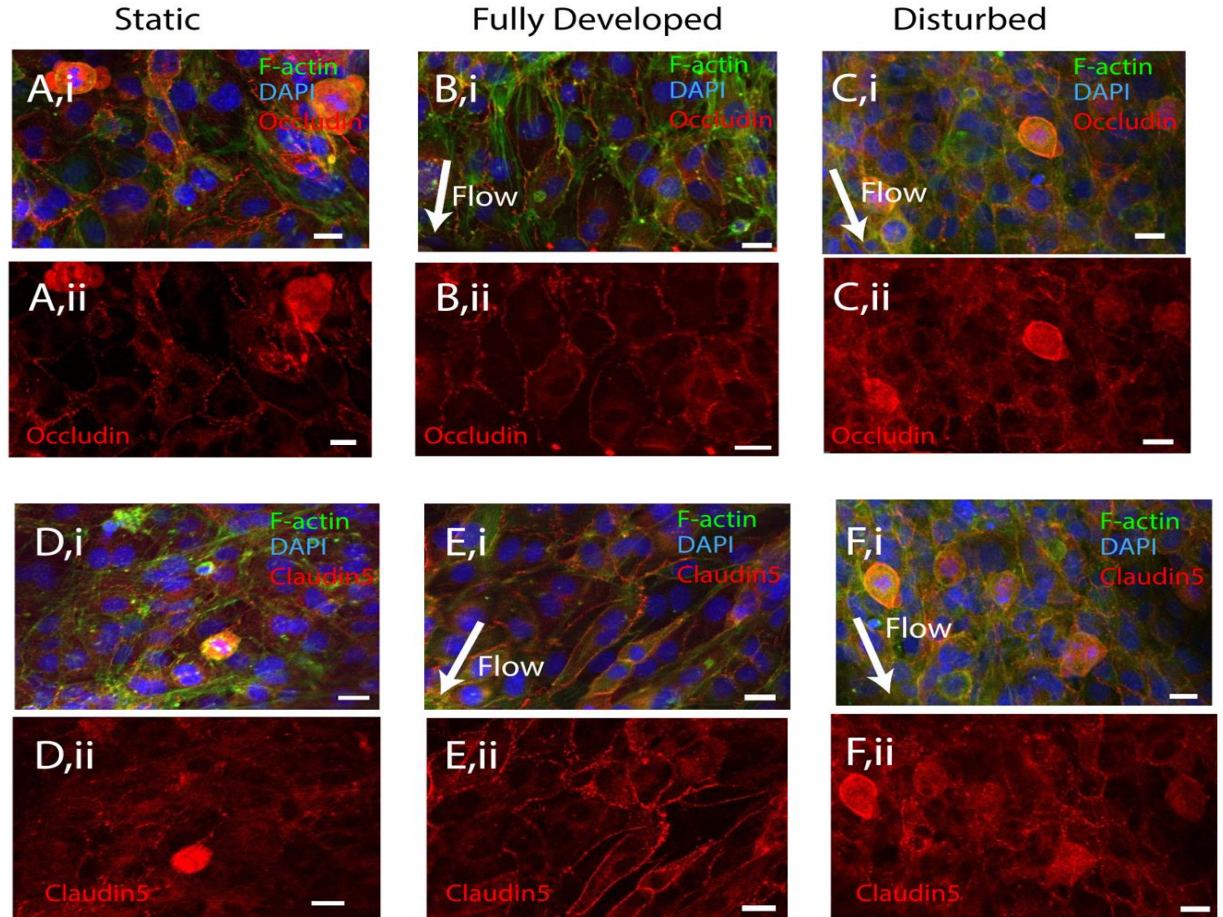 Static
Fully Developed
Disturbed
A,i
F-actin
DAPI
Occludin
B,i
F-actin
DAPI
Occludin
Flow
C,i
F-actin
DAPI
Occludin
Flow
A,ii
Occludin
B,ii
Occludin
C,ii
Occludin
D,i
F-actin
DAPI
Claudin5
E,i
F-actin
DAPI
Claudin5
Flow
F,i
F-actin
DAPI
Claudin5
Flow
D,ii
Claudin5
E,ii
Claudin5
F,ii
Claudin5